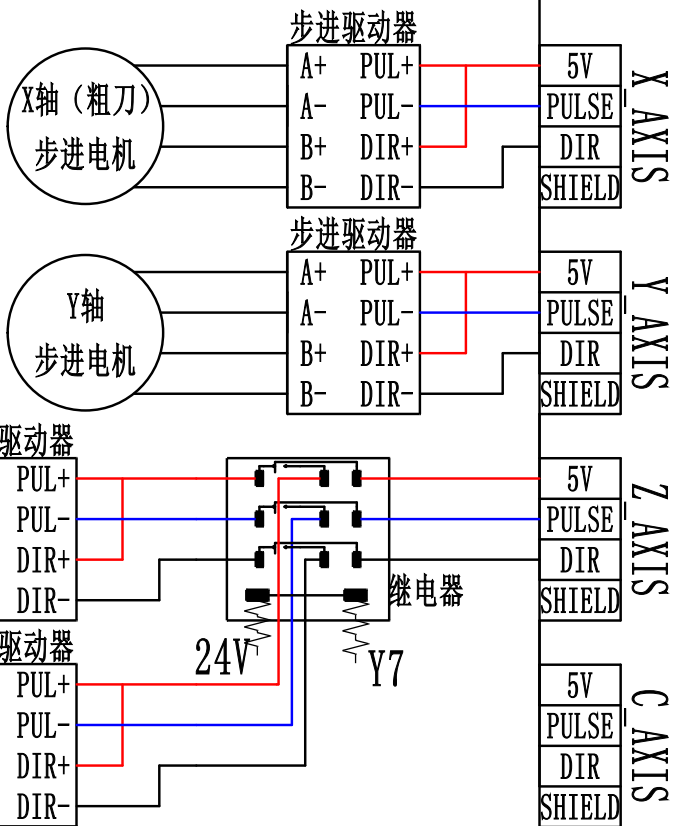 步进驱动器
X轴（粗刀）
步进电机
A+ PUL+
A- PUL-
B+ DIR+
B- DIR-
5V
PULSE
DIR
SHIELD
X_AXIS
步进驱动器
Y轴
步进电机
A+ PUL+
A- PUL-
B+ DIR+
B- DIR-
5V
PULSE
DIR
SHIELD
Y_AXIS
驱动器
PUL+
PUL-
DIR+
DIR-
继电器
24V
Y7
5V
PULSE
DIR
SHIELD
Z_AXIS
驱动器
PUL+
PUL-
DIR+
DIR-
5V
PULSE
DIR
SHIELD
C_AXIS